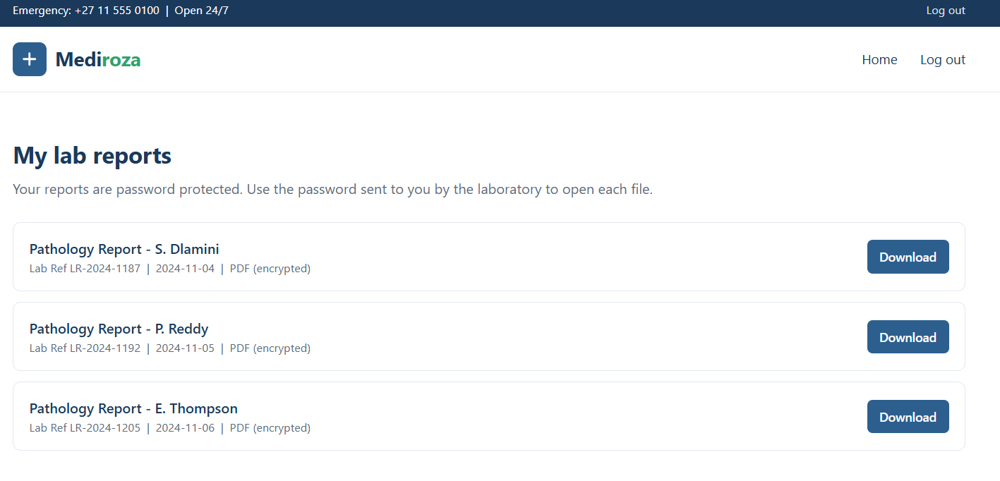 Emergency: +27 11 555 0100 | Open 24/7 Log out
Mediroza Home Log out
My lab reports
Your reports are password protected. Use the password sent to you by the laboratory to open each file.
Pathology Report - S. Dlamini
Lab Ref LR-2024-1187 | 2024-11-04 | PDF (encrypted)
Download
Pathology Report - P. Reddy
Lab Ref LR-2024-1192 | 2024-11-05 | PDF (encrypted)
Download
Pathology Report - E. Thompson
Lab Ref LR-2024-1205 | 2024-11-06 | PDF (encrypted)
Download